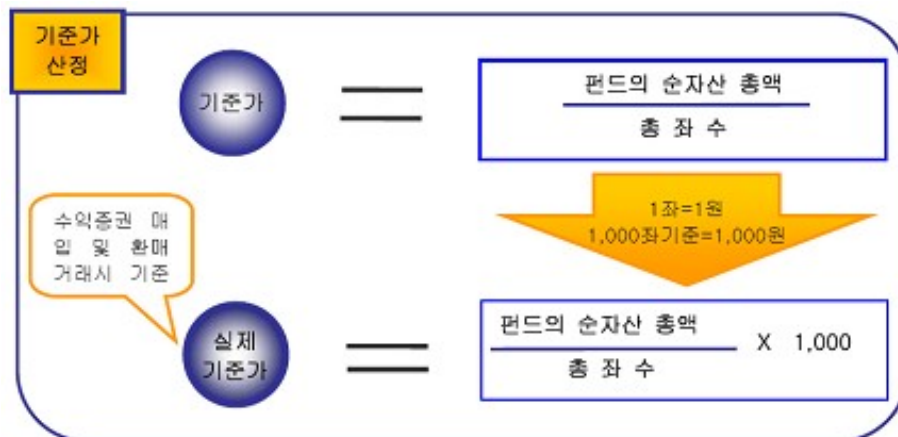 기준가
산정
기준가
펀드의 순자산 총액
총 좌 수
1좌=1원
1,000좌기준=1,000원
수익증권 매
입 및 환매
거래시 기준
실제
기준가
펀드의 순자산 총액
총 좌 수
X 1,000